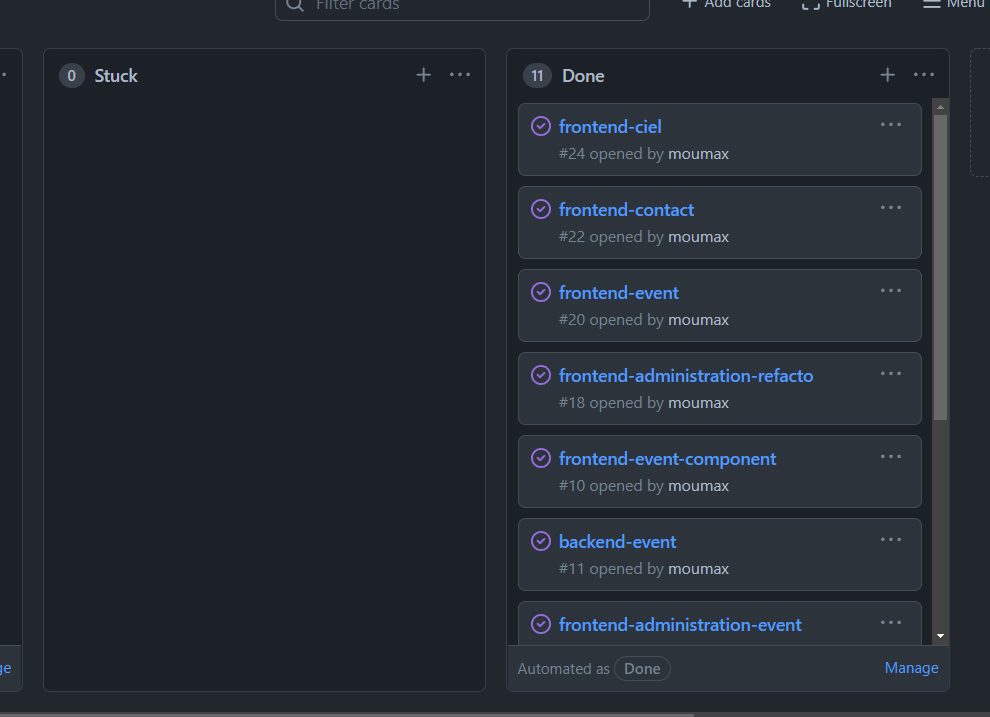 Filter cards
Add cards
Fullscreen
Menu
0 Stuck
11 Done
frontend-ciel
#24 opened by moumax
frontend-contact
#22 opened by moumax
frontend-event
#20 opened by moumax
frontend-administration-refacto
#18 opened by moumax
frontend-event-component
#10 opened by moumax
backend-event
#11 opened by moumax
frontend-administration-event
Automated as Done
Manage